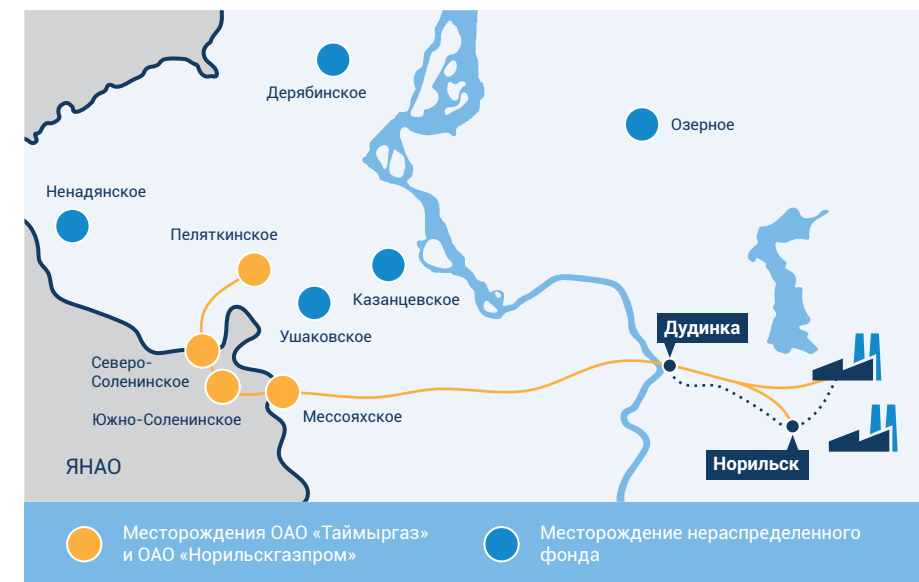 Дерябинское
Озерное
Ненадянское
Пеляткинское
Казанцевское
Ушаковское
Дудинка
Северо-
Соленинское
Южно-Соленинское
Мессояхское
Норильск
ЯНАО
Месторождения ОАО «Таймыргаз»
и ОАО «Норильскгазпром»
Месторождение нераспределенного
фонда